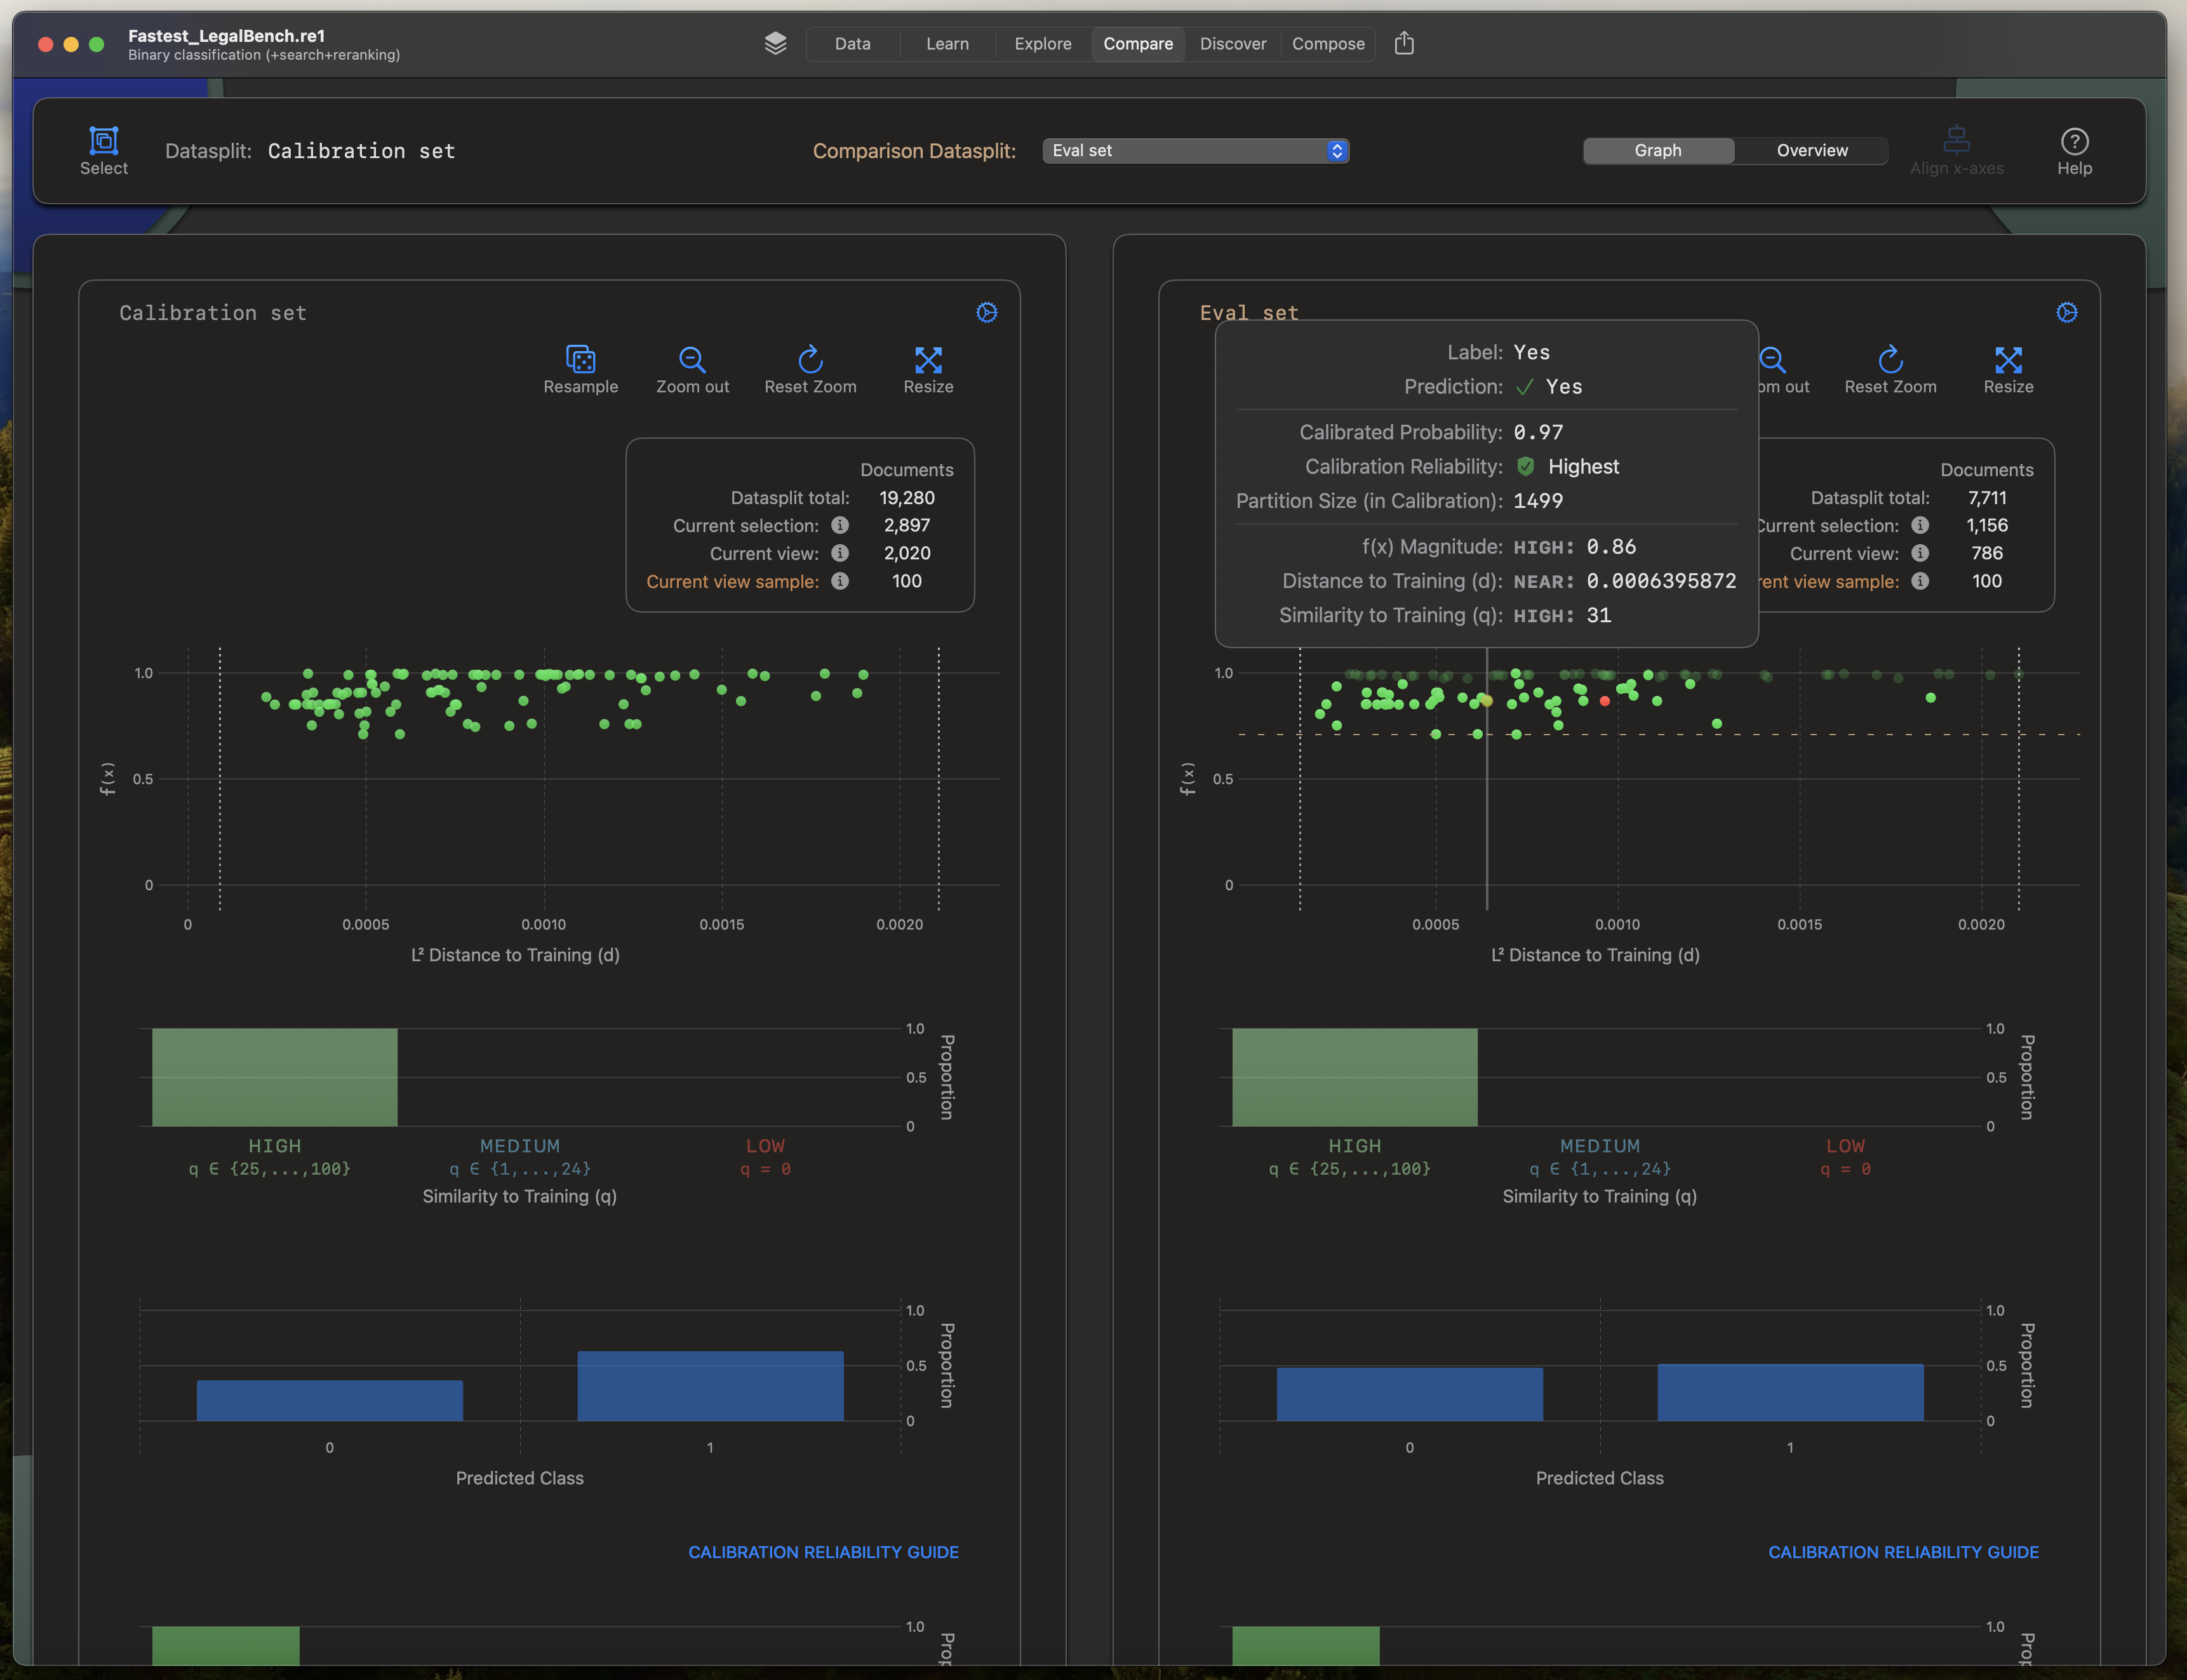 Fastest_LegalBench.re1
Binary classification (+search+reranking)
Data
Learn
Explore
Compare
Discover
Compose
Select
Datasplit: Calibration set
Comparison Datasplit: Eval set
Graph
Overview
Align x-axes
Help
Calibration set
Resample
Zoom out
Reset Zoom
Resize
Documents
Datasplit total: 19,280
Current selection: 2,897
Current view: 2,020
Current view sample: 100
f(x)
1.0
0.5
0
0
0.0005
0.0010
0.0015
0.0020
L² Distance to Training (d)
1.0
0.5
0
Proportion
HIGH
q ∈ {25,...,100}
MEDIUM
q ∈ {1,...,24}
LOW
q = 0
Similarity to Training (q)
1.0
0.5
0
Proportion
0
1
Predicted Class
CALIBRATION RELIABILITY GUIDE
1.0
Prop
Eval set
Label: Yes
Prediction: ✓ Yes
Calibrated Probability: 0.97
Calibration Reliability: Highest
Partition Size (in Calibration): 1499
f(x) Magnitude: HIGH: 0.86
Distance to Training (d): NEAR: 0.0006395872
Similarity to Training (q): HIGH: 31
om out
Reset Zoom
Resize
Documents
Datasplit total: 7,711
Current selection: 1,156
Current view: 786
rent view sample: 100
f(x)
1.0
0.5
0
0.0005
0.0010
0.0015
0.0020
L² Distance to Training (d)
1.0
0.5
0
Proportion
HIGH
q ∈ {25,...,100}
MEDIUM
q ∈ {1,...,24}
LOW
q = 0
Similarity to Training (q)
1.0
0.5
0
Proportion
0
1
Predicted Class
CALIBRATION RELIABILITY GUIDE
1.0
Prop